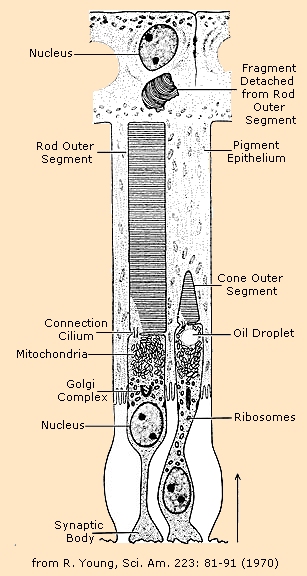 Nucleus
Fragment
Detached
from Rod
Outer
Segment
Rod Outer
Segment
Pigment
Epithelium
Cone Outer
Segment
Connection
Cilium
Oil Droplet
Mitochondria
Golgi
Complex
Ribosomes
Nucleus
Synaptic
Body
from R. Young, Sci. Am. 223: 81-91 (1970)